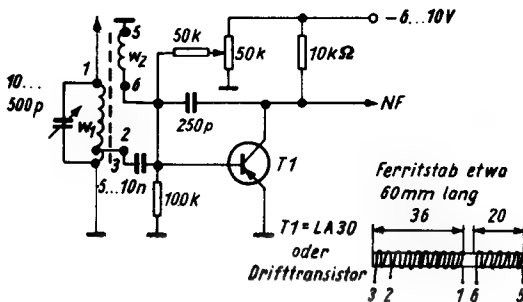 5
−6...10V
50k
50k
10kΩ
w2
6
1
10...
500p
w1
250p
NF
2
3
5...10n
T1
100k
Ferritstab etwa
60mm lang
36
20
T1=LA30
oder
Drifttransistor
3 2 1 6 5